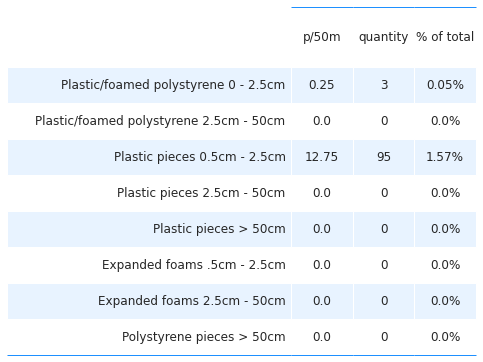 p/50m quantity % of total
Plastic/foamed polystyrene 0 - 2.5cm 0.25 3 0.05%
Plastic/foamed polystyrene 2.5cm - 50cm 0.0 0 0.0%
Plastic pieces 0.5cm - 2.5cm 12.75 95 1.57%
Plastic pieces 2.5cm - 50cm 0.0 0 0.0%
Plastic pieces > 50cm 0.0 0 0.0%
Expanded foams .5cm - 2.5cm 0.0 0 0.0%
Expanded foams 2.5cm - 50cm 0.0 0 0.0%
Polystyrene pieces > 50cm 0.0 0 0.0%